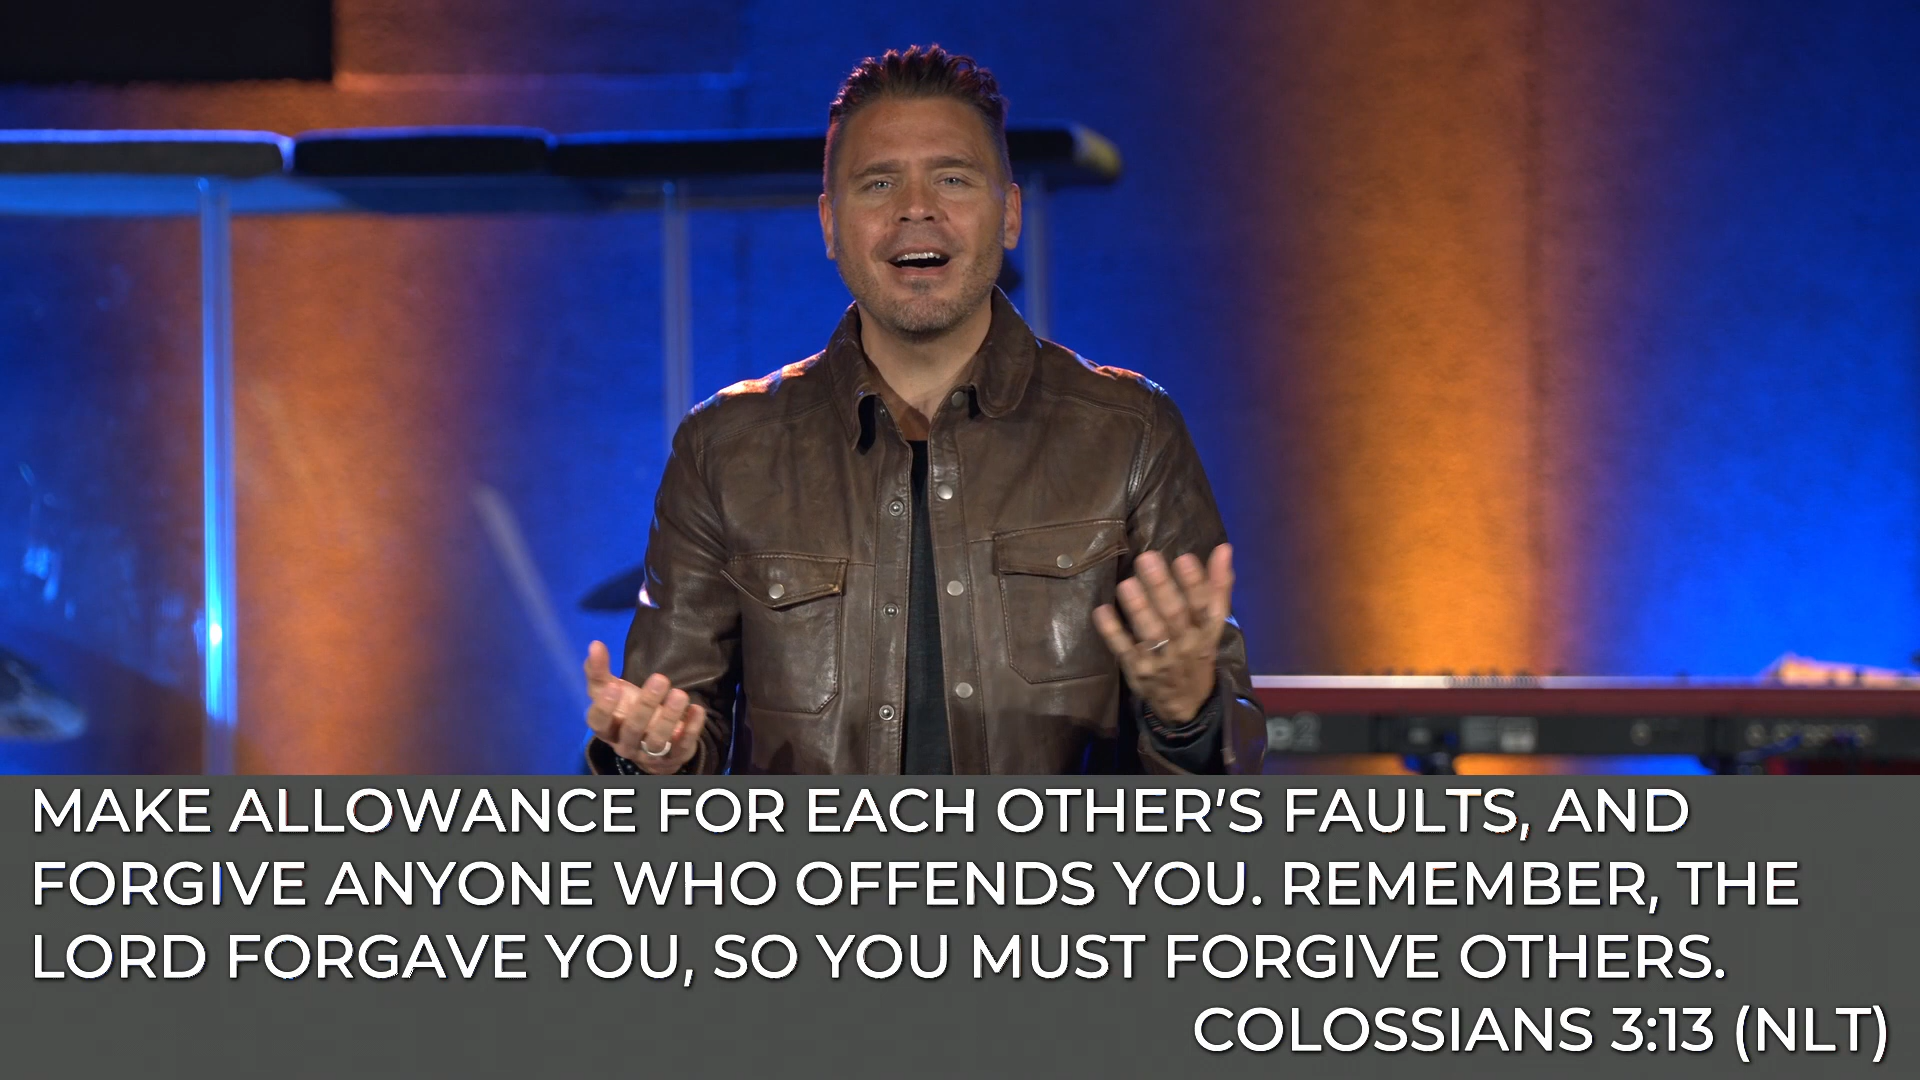 MAKE ALLOWANCE FOR EACH OTHER'S FAULTS, AND
FORGIVE ANYONE WHO OFFENDS YOU. REMEMBER, THE
LORD FORGAVE YOU, SO YOU MUST FORGIVE OTHERS.
COLOSSIANS 3:13 (NLT)